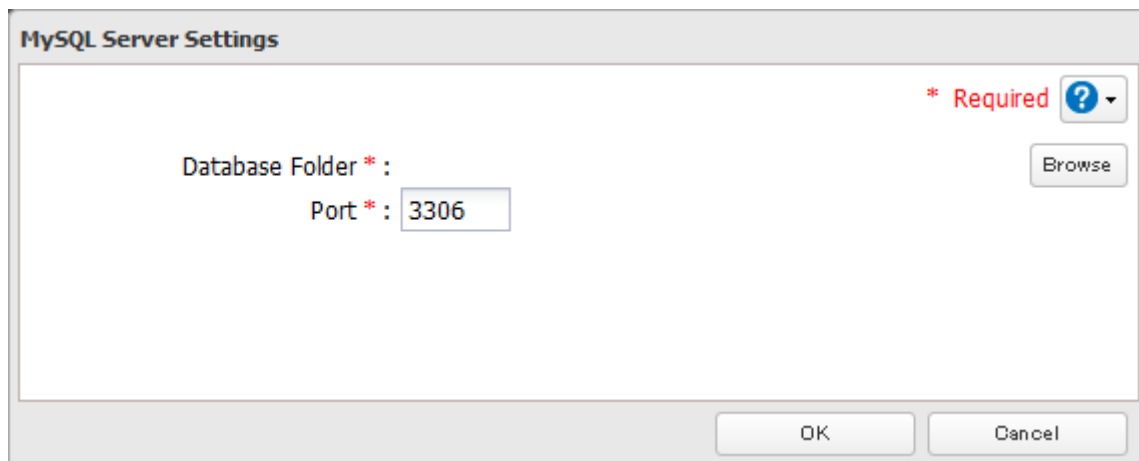 MySQL Server Settings
* Required ?
Database Folder * :
Browse
Port * : 3306
OK Cancel